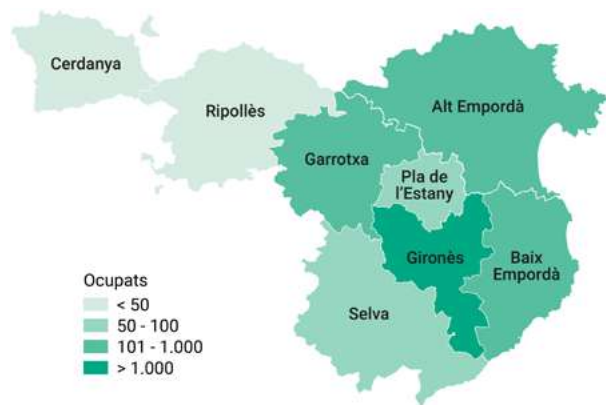 Cerdanya
Ripollès
Alt Empordà
Garrotxa
Pla de
l'Estany
Gironès
Baix
Empordà
Selva
Ocupats
< 50
50 - 100
101 - 1.000
> 1.000